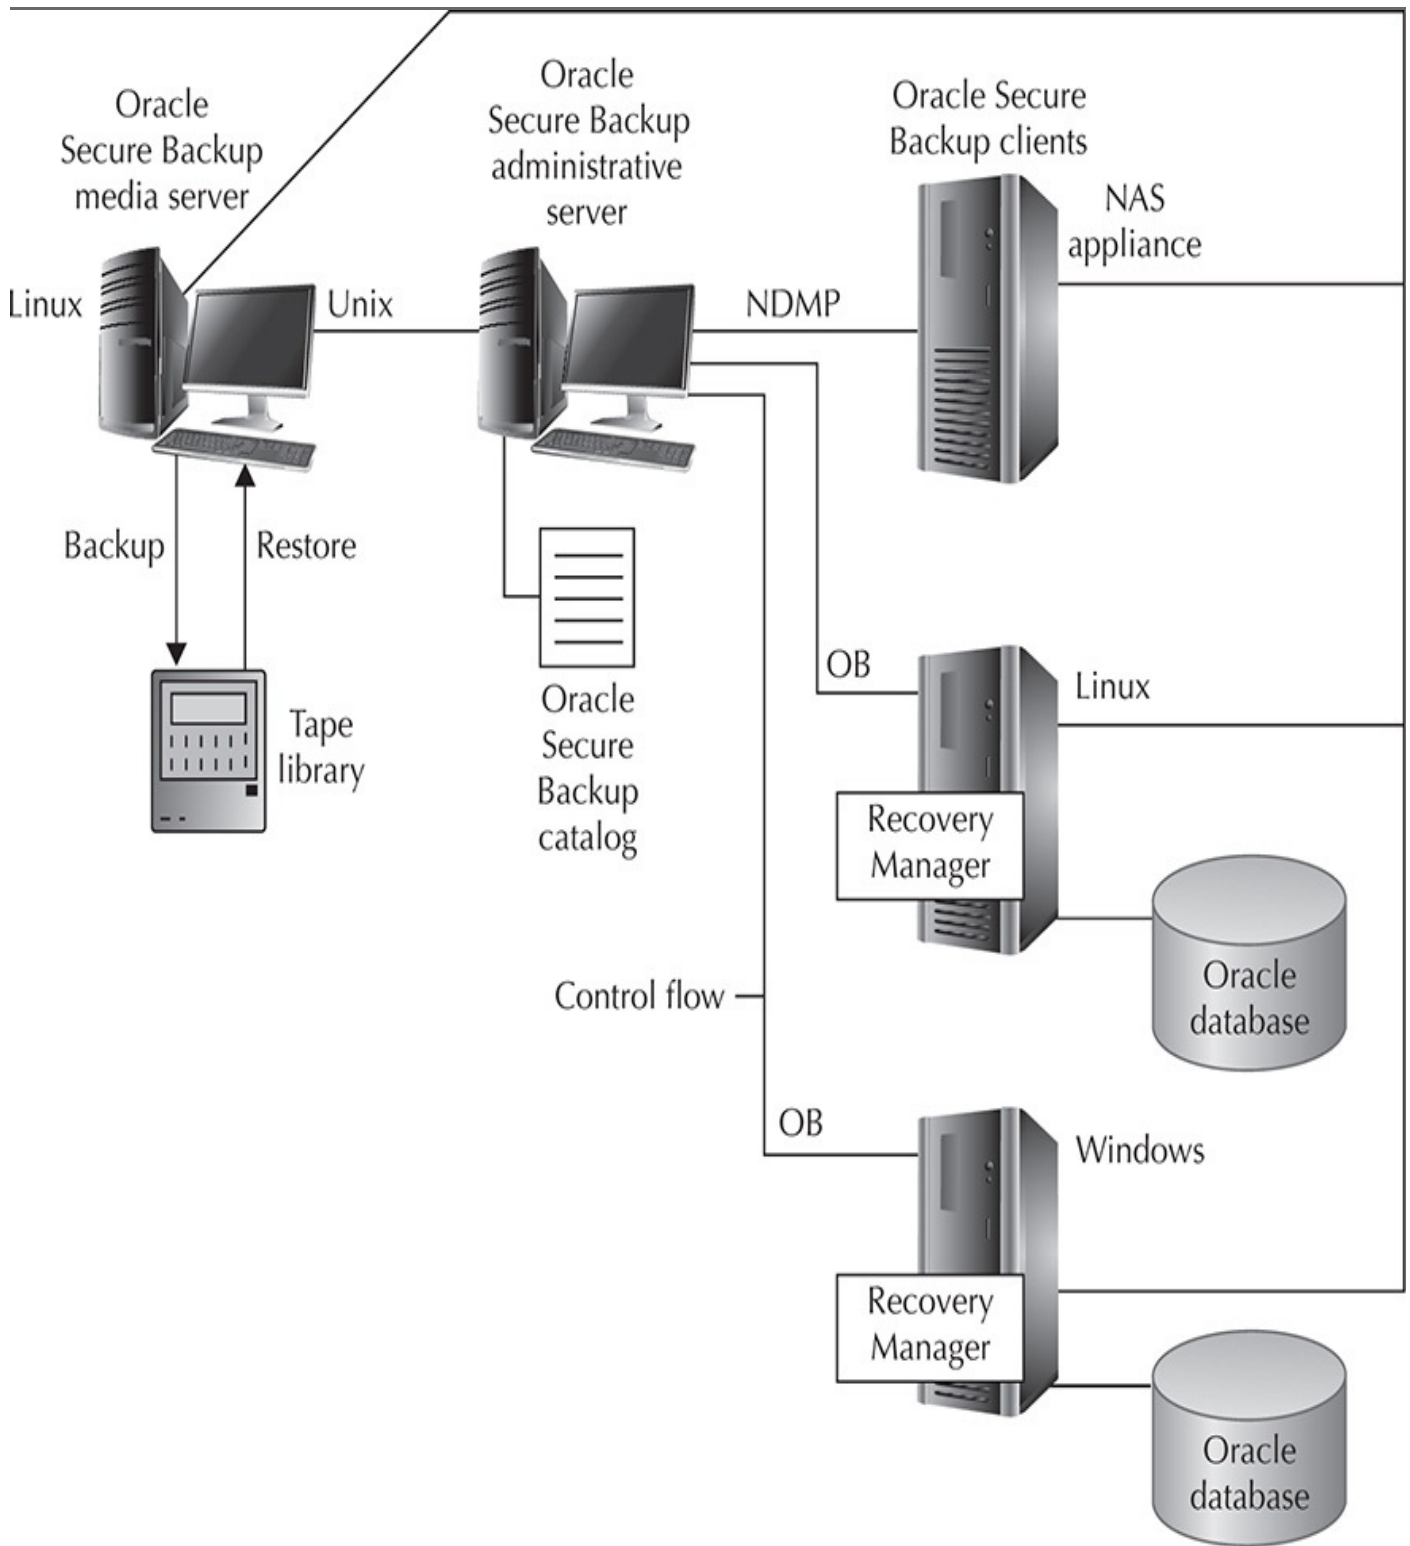 Oracle
Secure Backup
media server
Oracle
Secure Backup
administrative
server
Oracle Secure
Backup clients
NAS
appliance
Linux
Unix
NDMP
Backup
Restore
Tape
library
Oracle
Secure
Backup
catalog
OB
Linux
Recovery
Manager
Oracle
database
Control flow
OB
Windows
Recovery
Manager
Oracle
database